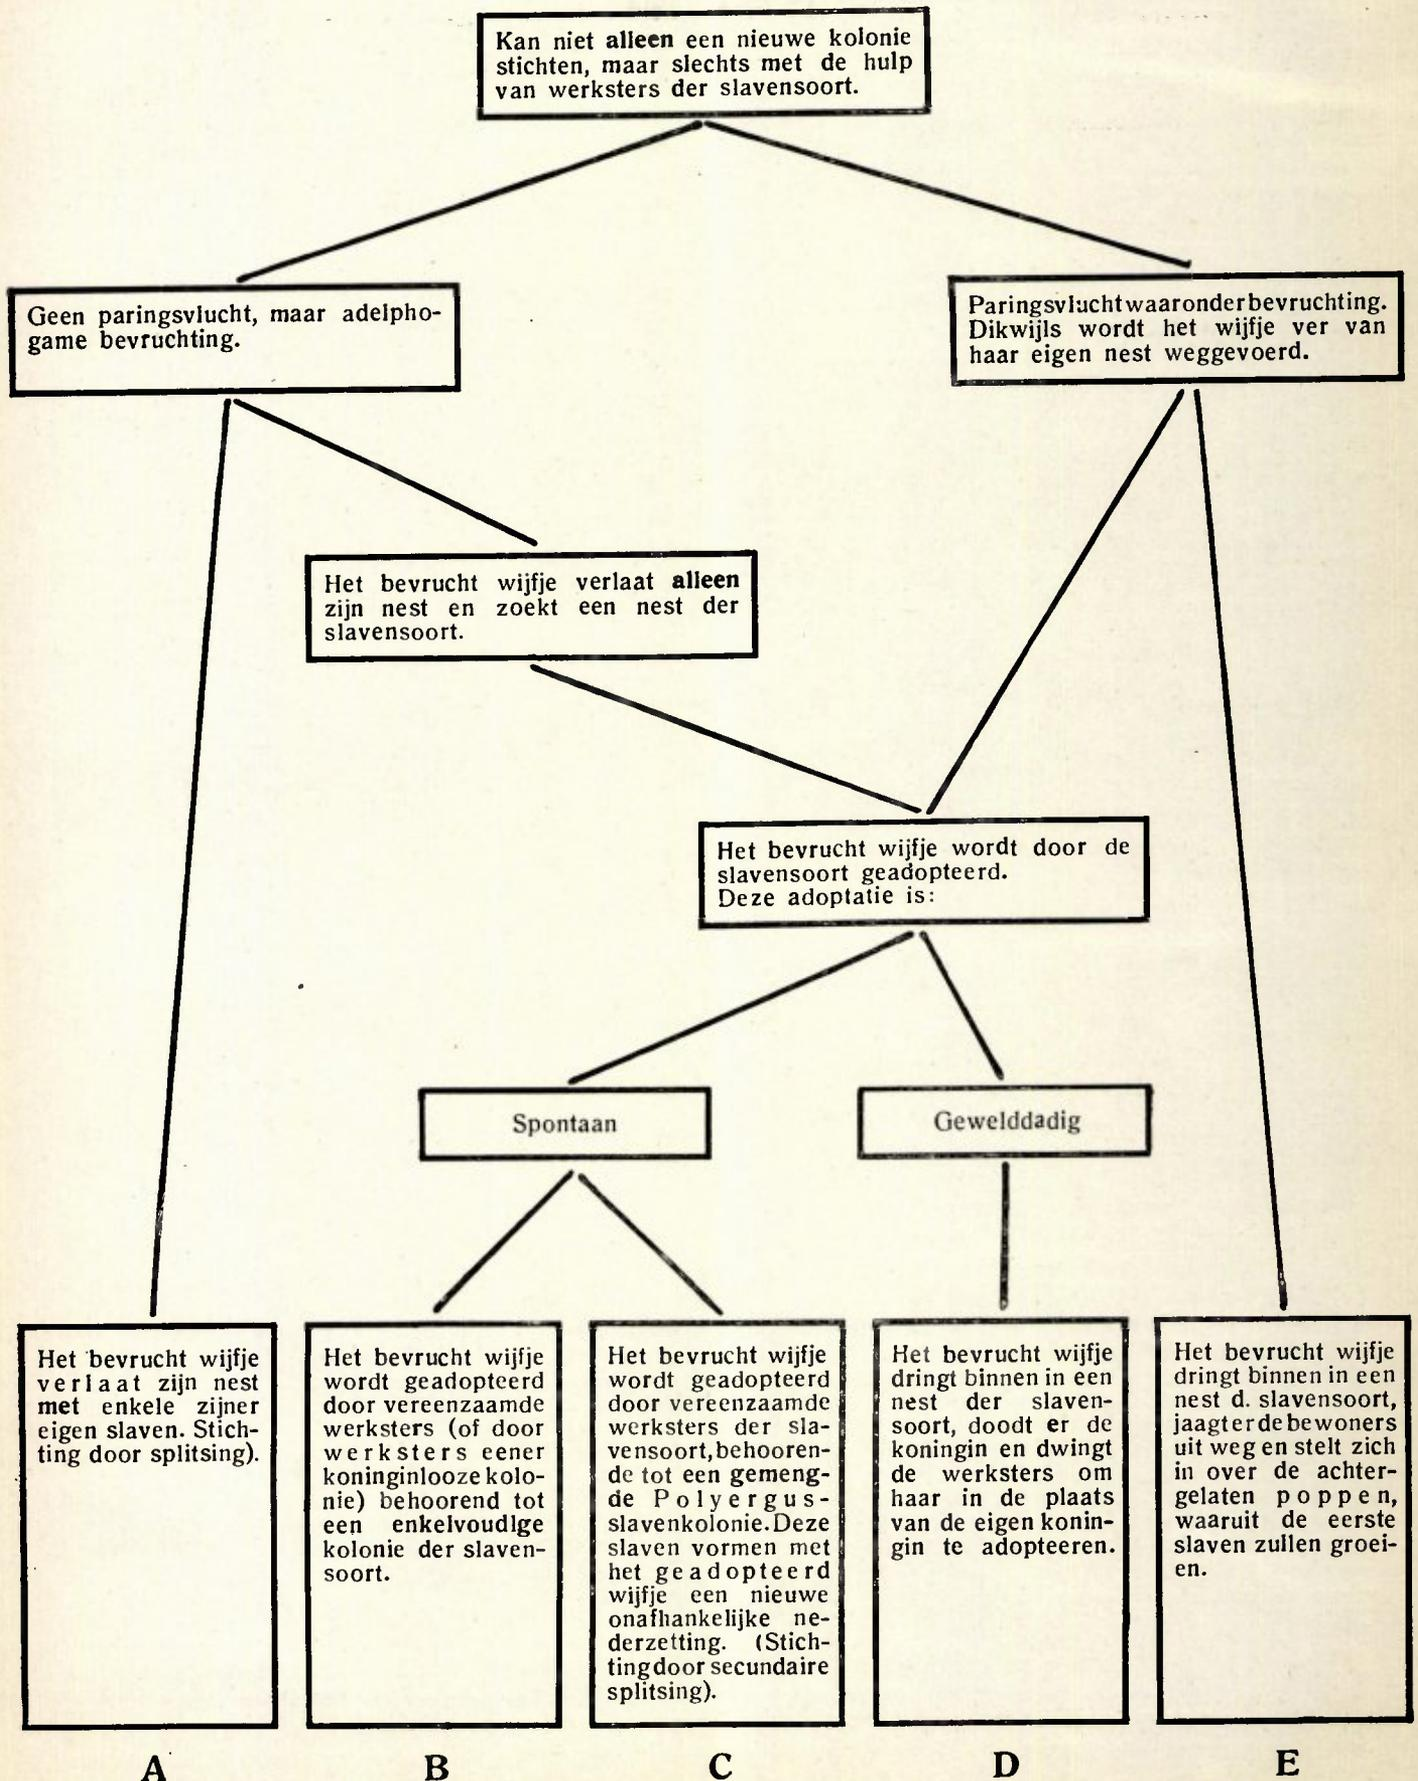 Kan niet alleen een nieuwe kolonie
stichten, maar slechts met de hulp
van werksters der slavensoort.
Geen paringsvlucht, maar adelpho-
game bevruchting.
Paringsvlucht waaronder bevruchting.
Dikwijls wordt het wijfje ver van
haar eigen nest weggevoerd.
Het bevrucht wijfje verlaat alleen
zijn nest en zoekt een nest der
slavensoort.
Het bevrucht wijfje wordt door de
slavensoort geadopteerd.
Deze adoptatie is:
Spontaan
Gewelddadig
Het bevrucht wijfje
verlaat zijn nest
met enkele zijner
eigen slaven. Stich-
ting door splitsing).
A
Het bevrucht wijfje
wordt geadopteerd
door vereenzaamde
werksters (of door
werksters eener
koninginlooze kolo-
nie) behoorend tot
een enkelvoudige
kolonie der slaven-
soort.
B
Het bevrucht wijfje
wordt geadopteerd
door vereenzaamde
werksters der sla-
vensoort, behooren-
de tot een gemeng-
de Polyergus-
slavenkolonie. Deze
slaven vormen met
het geadopteerd
wijfje een nieuwe
onafhankelijke ne-
derzetting. (Stich-
ting door secundaire
splitsing).
C
Het bevrucht wijfje
dringt binnen in een
nest der slaven-
soort, doodt er de
koningin en dwingt
de werksters om
haar in de plaats
van de eigen konin-
gin te adopteeren.
D
Het bevrucht wijfje
dringt binnen in een
nest d. slavensoort,
jaagt er de bewoners
uit weg en stelt zich
in over de achter-
gelaten poppen,
waaruit de eerste
slaven zullen groei-
en.
E